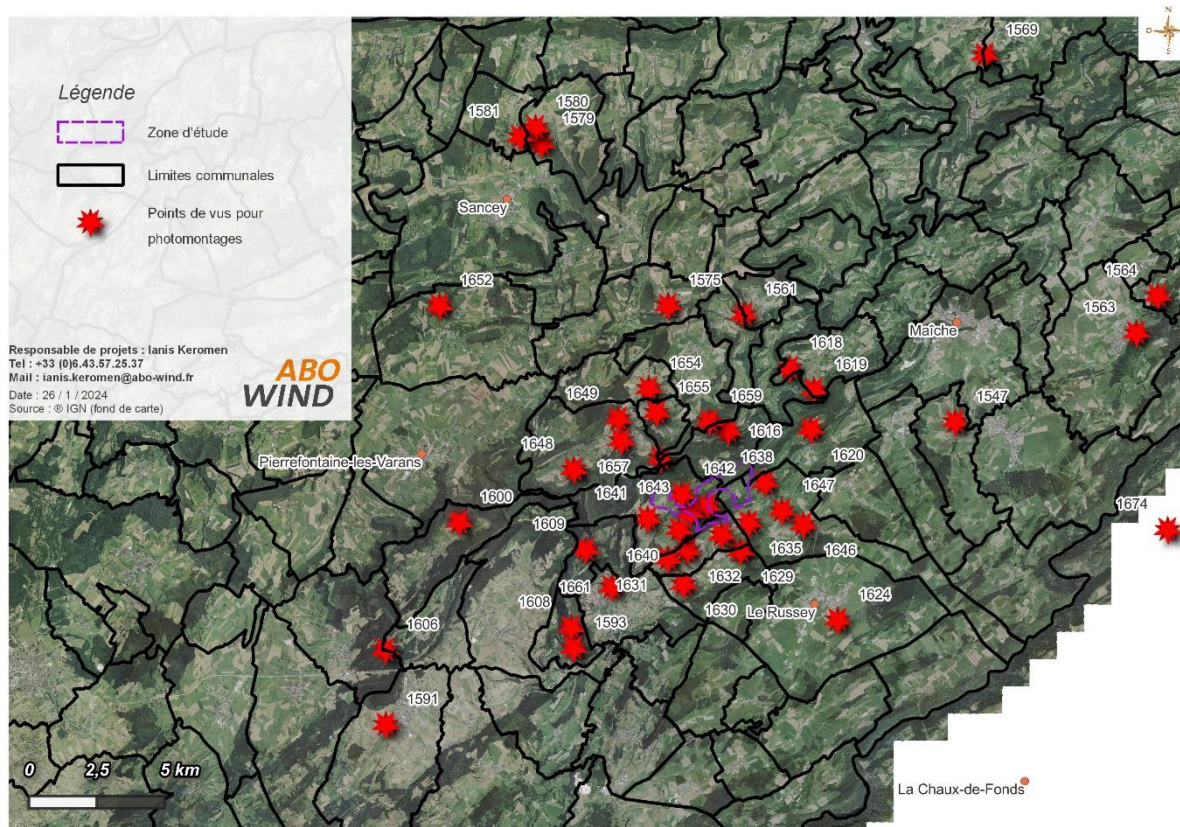 Légende
Zone d'étude
Limites communales
Points de vus pour
photomontages
Responsable de projets : Ianis Keromen
Tel : +33 (0)6.43.57.25.37
Mail : ianis.keromen@abo-wind.fr
Date : 26 / 1 / 2024
Source : ® IGN (fond de carte)
ABO
WIND
N
O E
S
1569
1581
1580
1579
Sancey
1652
1575
1561
1564
1563
Maîche
1618
1619
1654
1655
1649
1659
1547
1616
1648
1657
Pierrefontaine-les-Varans
1638
1642
1620
1643
1641
1647
1600
1609
1674
1640
1635
1646
1661
1631
1632
1629
1608
1593
1630
Le Russey
1624
1606
1591
0 2,5 5 km
La Chaux-de-Fonds